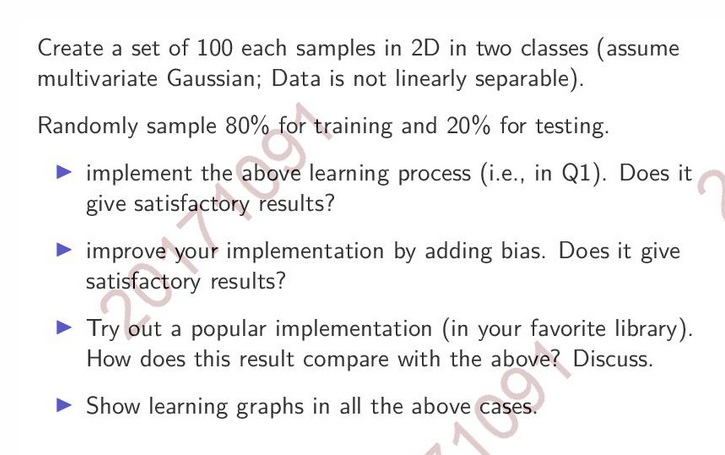 Create a set of 100 each samples in 2D in two classes (assume
multivariate Gaussian; Data is not linearly separable).
Randomly sample 80% for training and 20% for testing.
▶ implement the above learning process (i.e., in Q1). Does it
give satisfactory results?
▶ improve your implementation by adding bias. Does it give
satisfactory results?
▶ Try out a popular implementation (in your favorite library).
How does this result compare with the above? Discuss.
▶ Show learning graphs in all the above cases.
20171091
71091
2